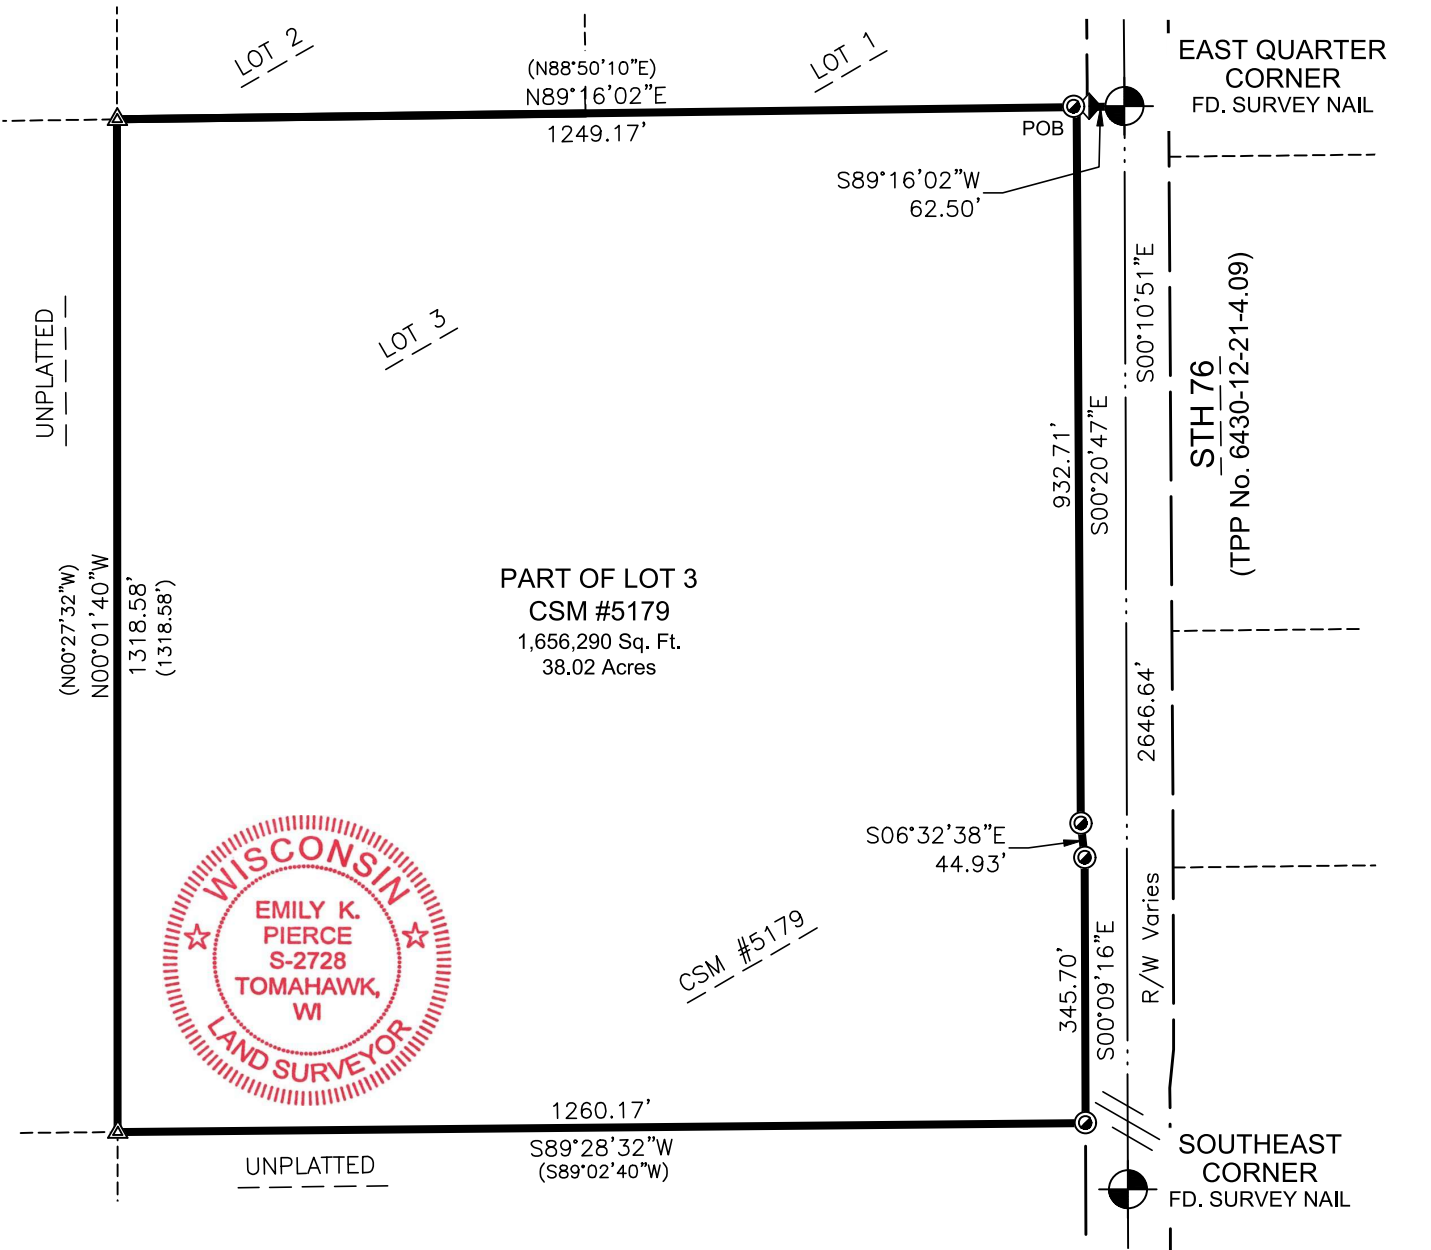 LOT 2
LOT 1
EAST QUARTER
CORNER
FD. SURVEY NAIL
(N88°50'10"E)
N89°16'02"E
1249.17'
POB
S89°16'02"W
62.50'
UNPLATTED
LOT 3
S00°10'51"E
STH 76
(TPP No. 6430-12-21-4.09)
932.71'
S00°20'47"E
(N00°27'32"W)
N00°01'40"W
1318.58'
(1318.58')
PART OF LOT 3
CSM #5179
1,656,290 Sq. Ft.
38.02 Acres
2646.64'
S06°32'38"E
44.93'
WISCONSIN
EMILY K.
PIERCE
S-2728
TOMAHAWK,
WI
LAND SURVEYOR
CSM #5179
R/W Varies
345.70'
S00°09'16"E
1260.17'
S89°28'32"W
(S89°02'40"W)
UNPLATTED
SOUTHEAST
CORNER
FD. SURVEY NAIL